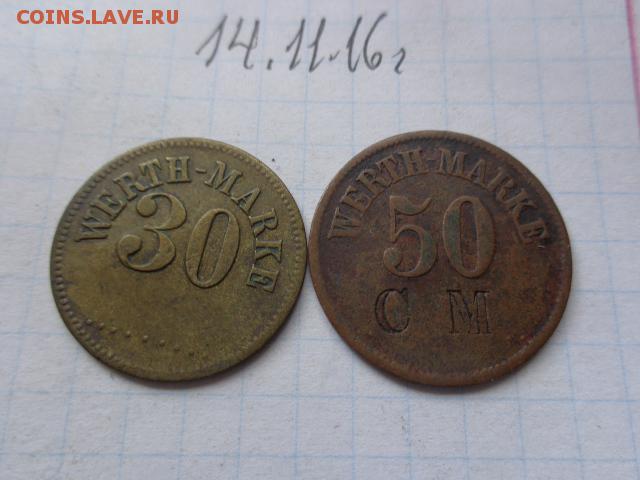 COINS.LAVE.RU
14.11.16г
WERTH-MARKE
30
WERTH-MARKE
50
C M